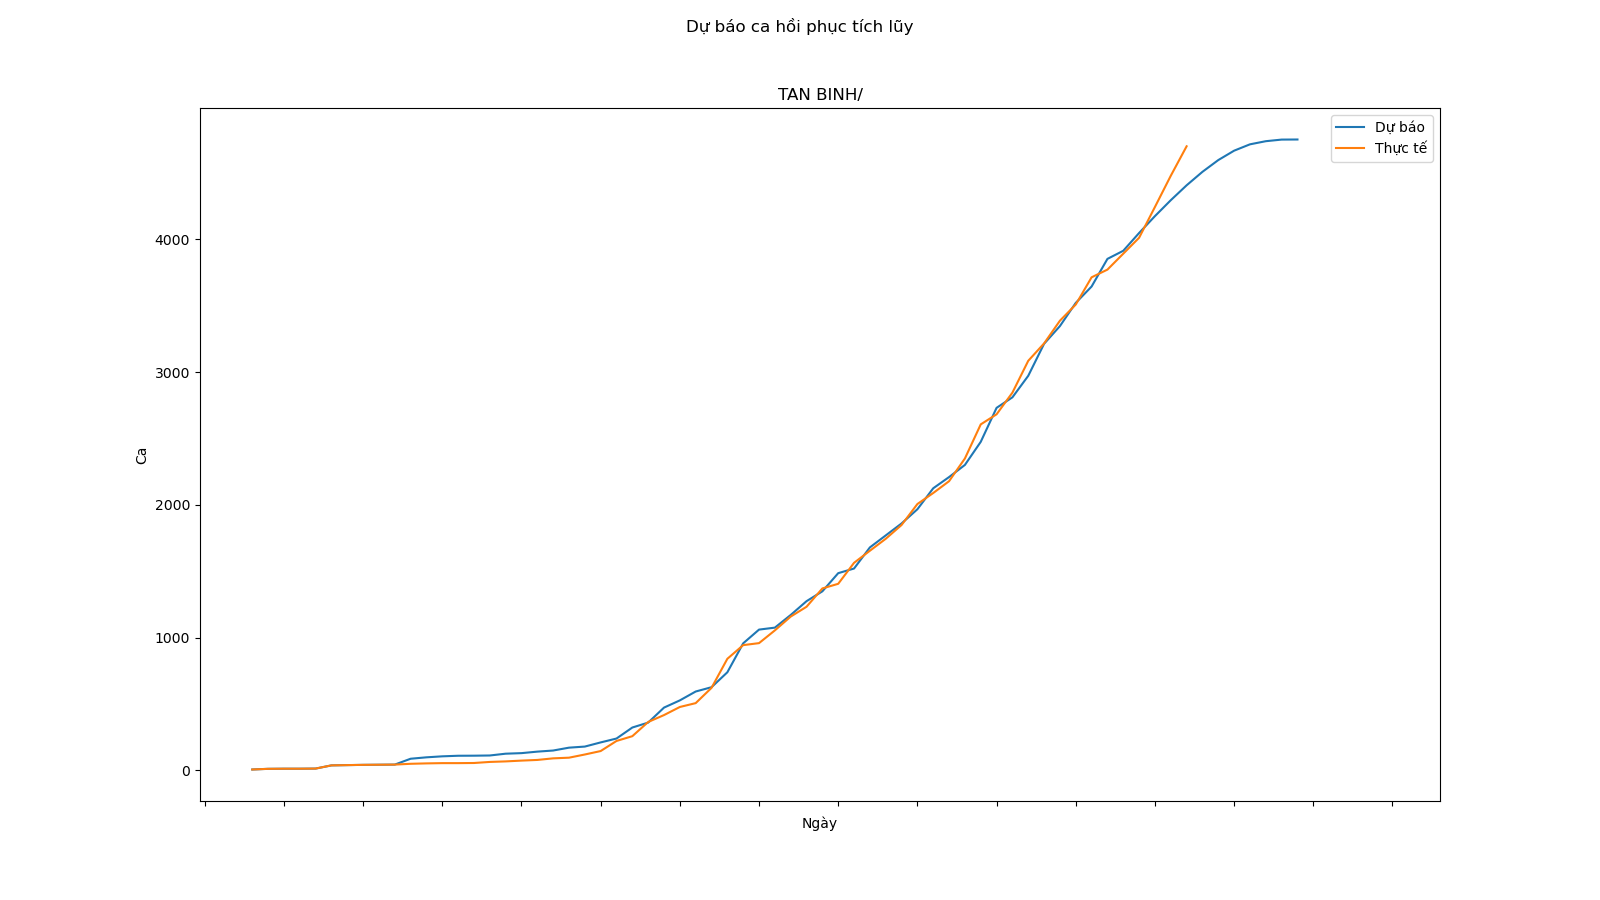 Dự báo ca hồi phục tích lũy
TAN BINH/
Dự báo
Thực tế
4000
3000
2000
1000
0
Ca
Ngày